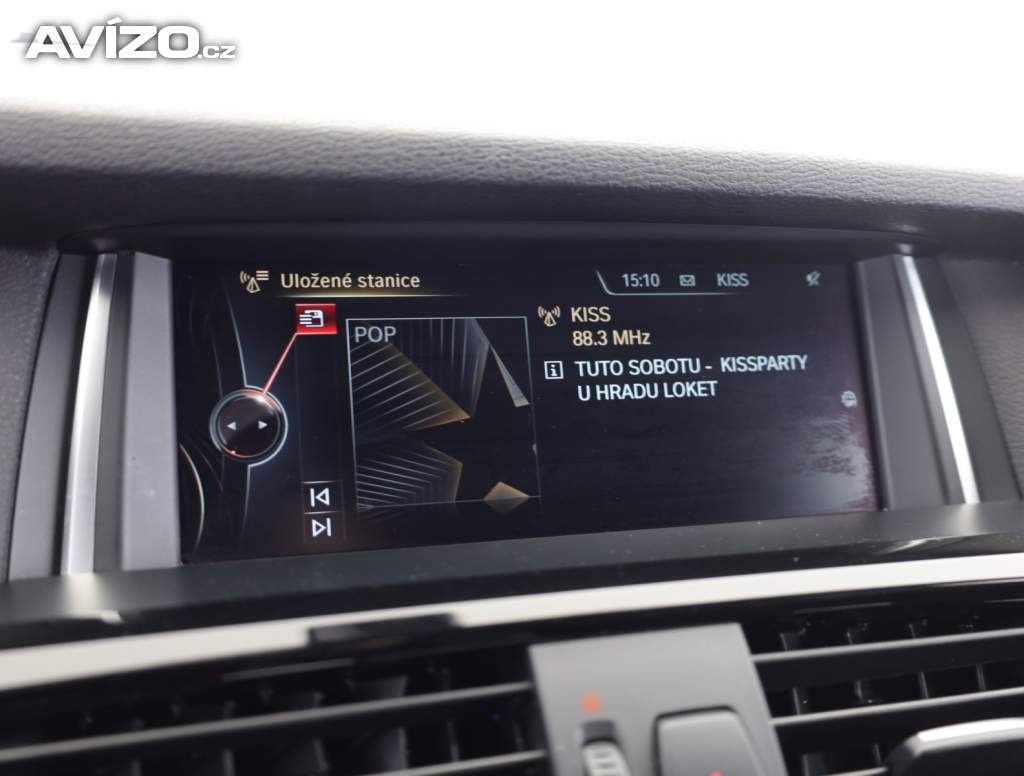 AVÍZO.cz
Uložené stanice
15:10 KISS
POP
KISS
88.3 MHz
TUTO SOBOTU - KISSPARTY
U HRADU LOKET